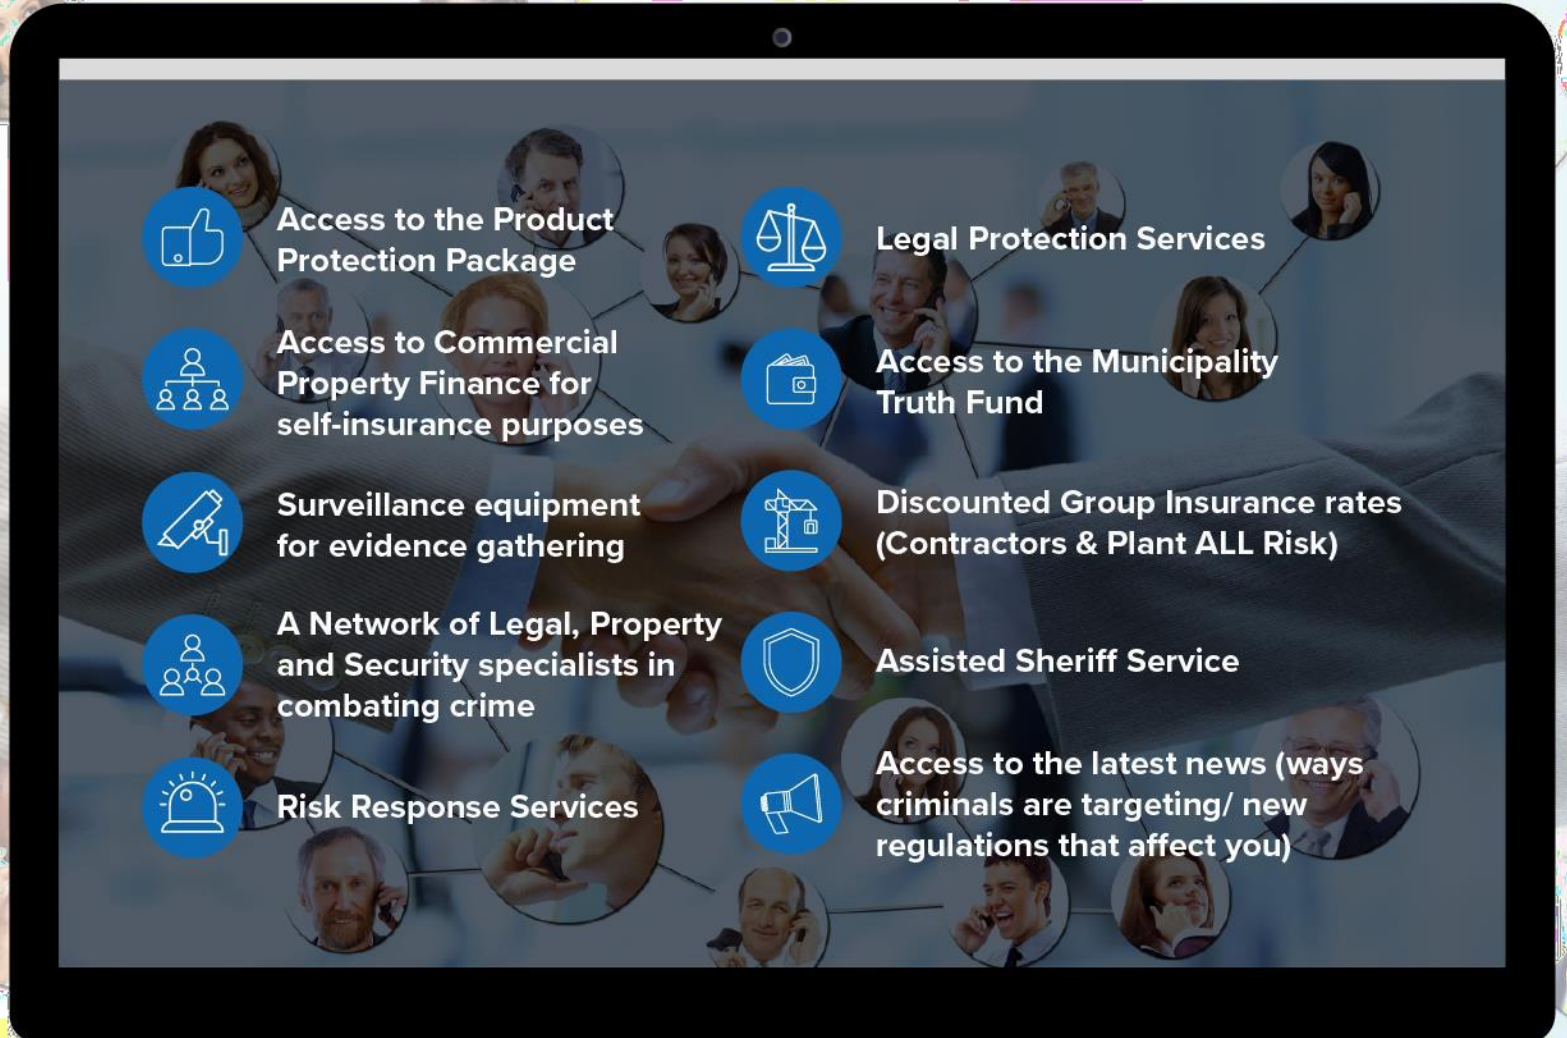 Access to the Product
Protection Package
Access to Commercial
Property Finance for
self-insurance purposes
Surveillance equipment
for evidence gathering
A Network of Legal, Property
and Security specialists in
combating crime
Risk Response Services
Legal Protection Services
Access to the Municipality
Truth Fund
Discounted Group Insurance rates
(Contractors & Plant ALL Risk)
Assisted Sheriff Service
Access to the latest news (ways
criminals are targeting/ new
regulations that affect you)